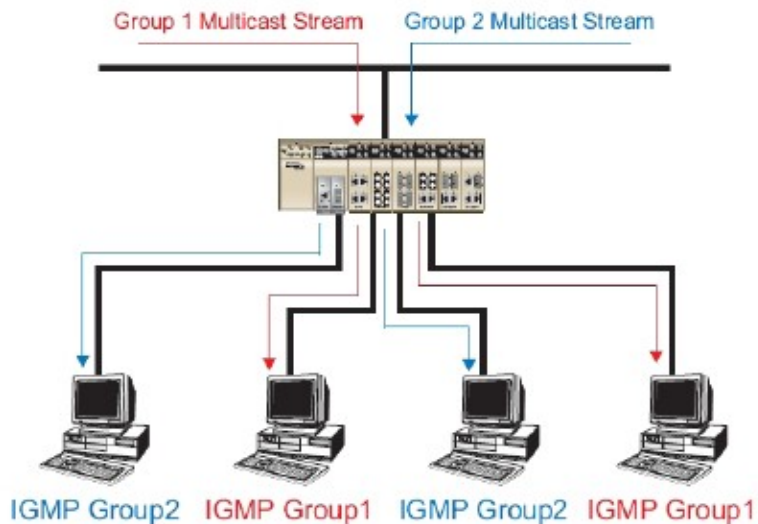 Group 1 Multicast Stream
Group 2 Multicast Stream
IGMP Group2
IGMP Group1
IGMP Group2
IGMP Group1